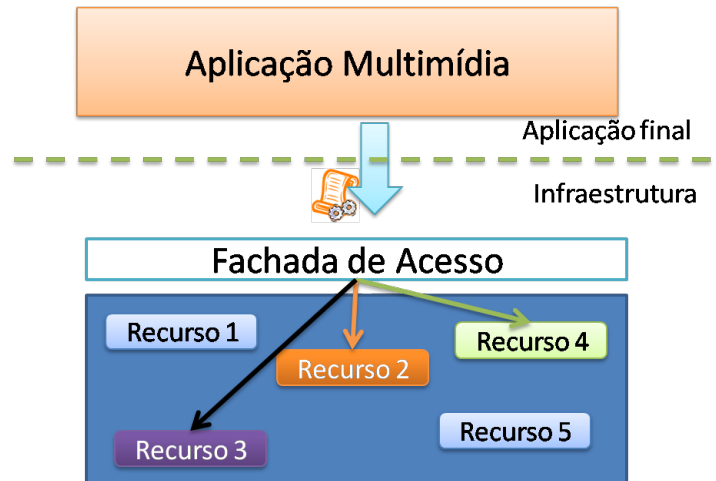 Aplicação Multimídia
Aplicação final
Infraestrutura
Fachada de Acesso
Recurso 1
Recurso 4
Recurso 2
Recurso 5
Recurso 3